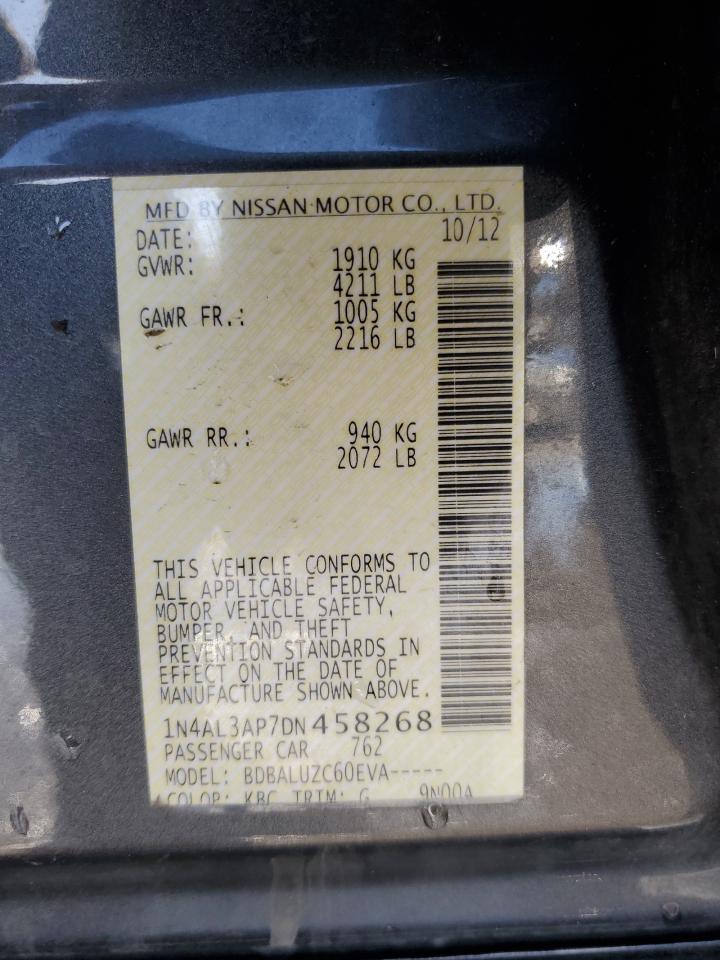 MFD BY NISSAN MOTOR CO., LTD.
DATE: 10/12
GVWR: 1910 KG
4211 LB
GAWR FR.: 1005 KG
2216 LB
GAWR RR.: 940 KG
2072 LB
THIS VEHICLE CONFORMS TO
ALL APPLICABLE FEDERAL
MOTOR VEHICLE SAFETY,
BUMPER, AND THEFT
PREVENTION STANDARDS IN
EFFECT ON THE DATE OF
MANUFACTURE SHOWN ABOVE.
1N4AL3AP7DN458268
PASSENGER CAR 762
MODEL: BDBALUZC60EVA-----
COLOR: KBC TRIM: G 9N00A